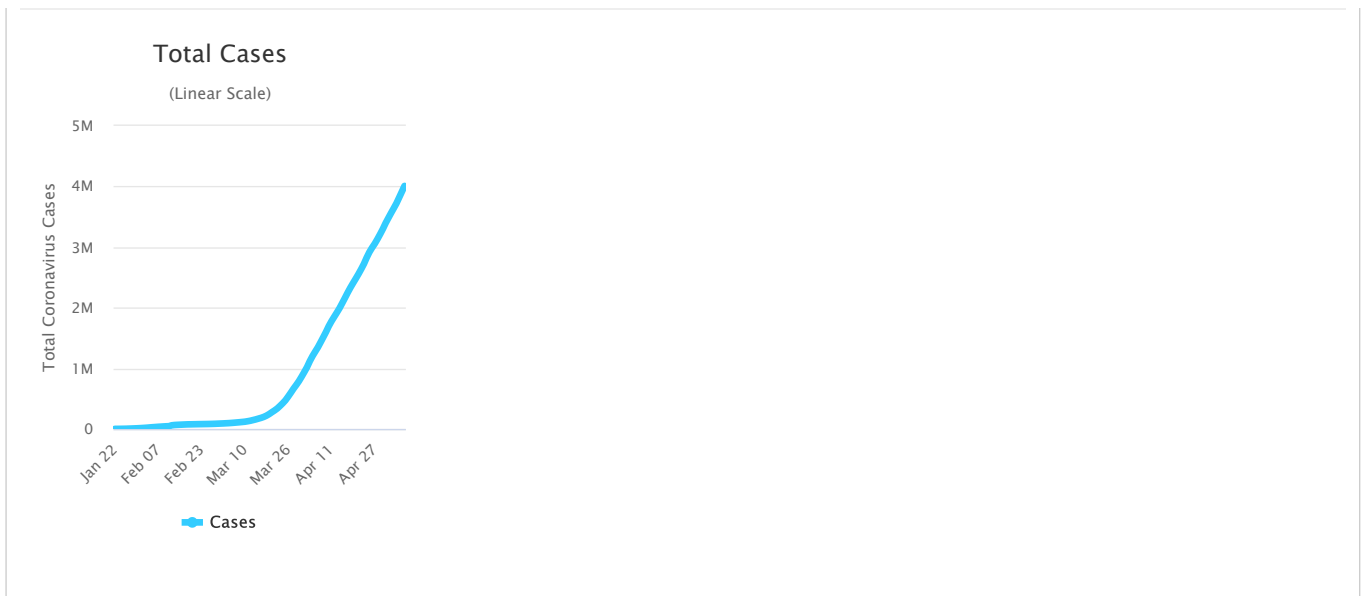 Total Cases
(Linear Scale)
Total Coronavirus Cases
5M
4M
3M
2M
1M
0
Jan 22
Feb 07
Feb 23
Mar 10
Mar 26
Apr 11
Apr 27
Cases